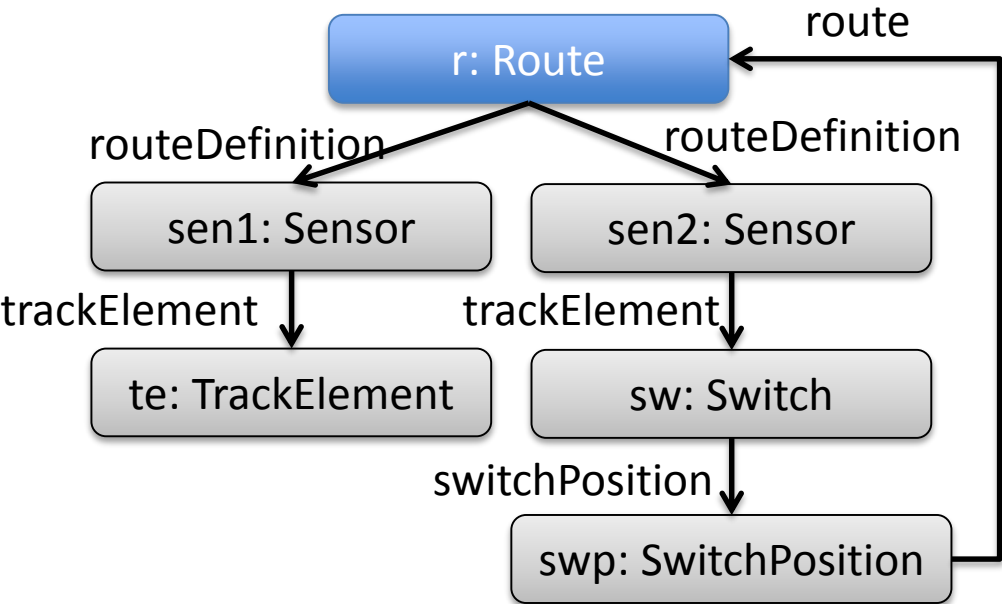 route
r: Route
routeDefinition
routeDefinition
sen1: Sensor
sen2: Sensor
trackElement
trackElement
te: TrackElement
sw: Switch
switchPosition
swp: SwitchPosition